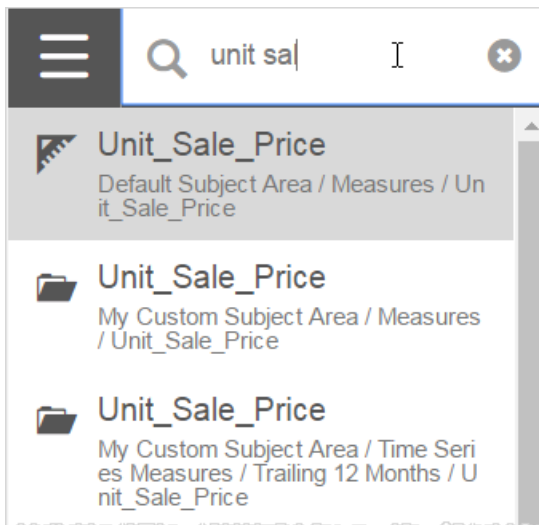 unit sal
Unit_Sale_Price
Default Subject Area / Measures / Un
it_Sale_Price
Unit_Sale_Price
My Custom Subject Area / Measures
/ Unit_Sale_Price
Unit_Sale_Price
My Custom Subject Area / Time Seri
es Measures / Trailing 12 Months / U
nit_Sale_Price